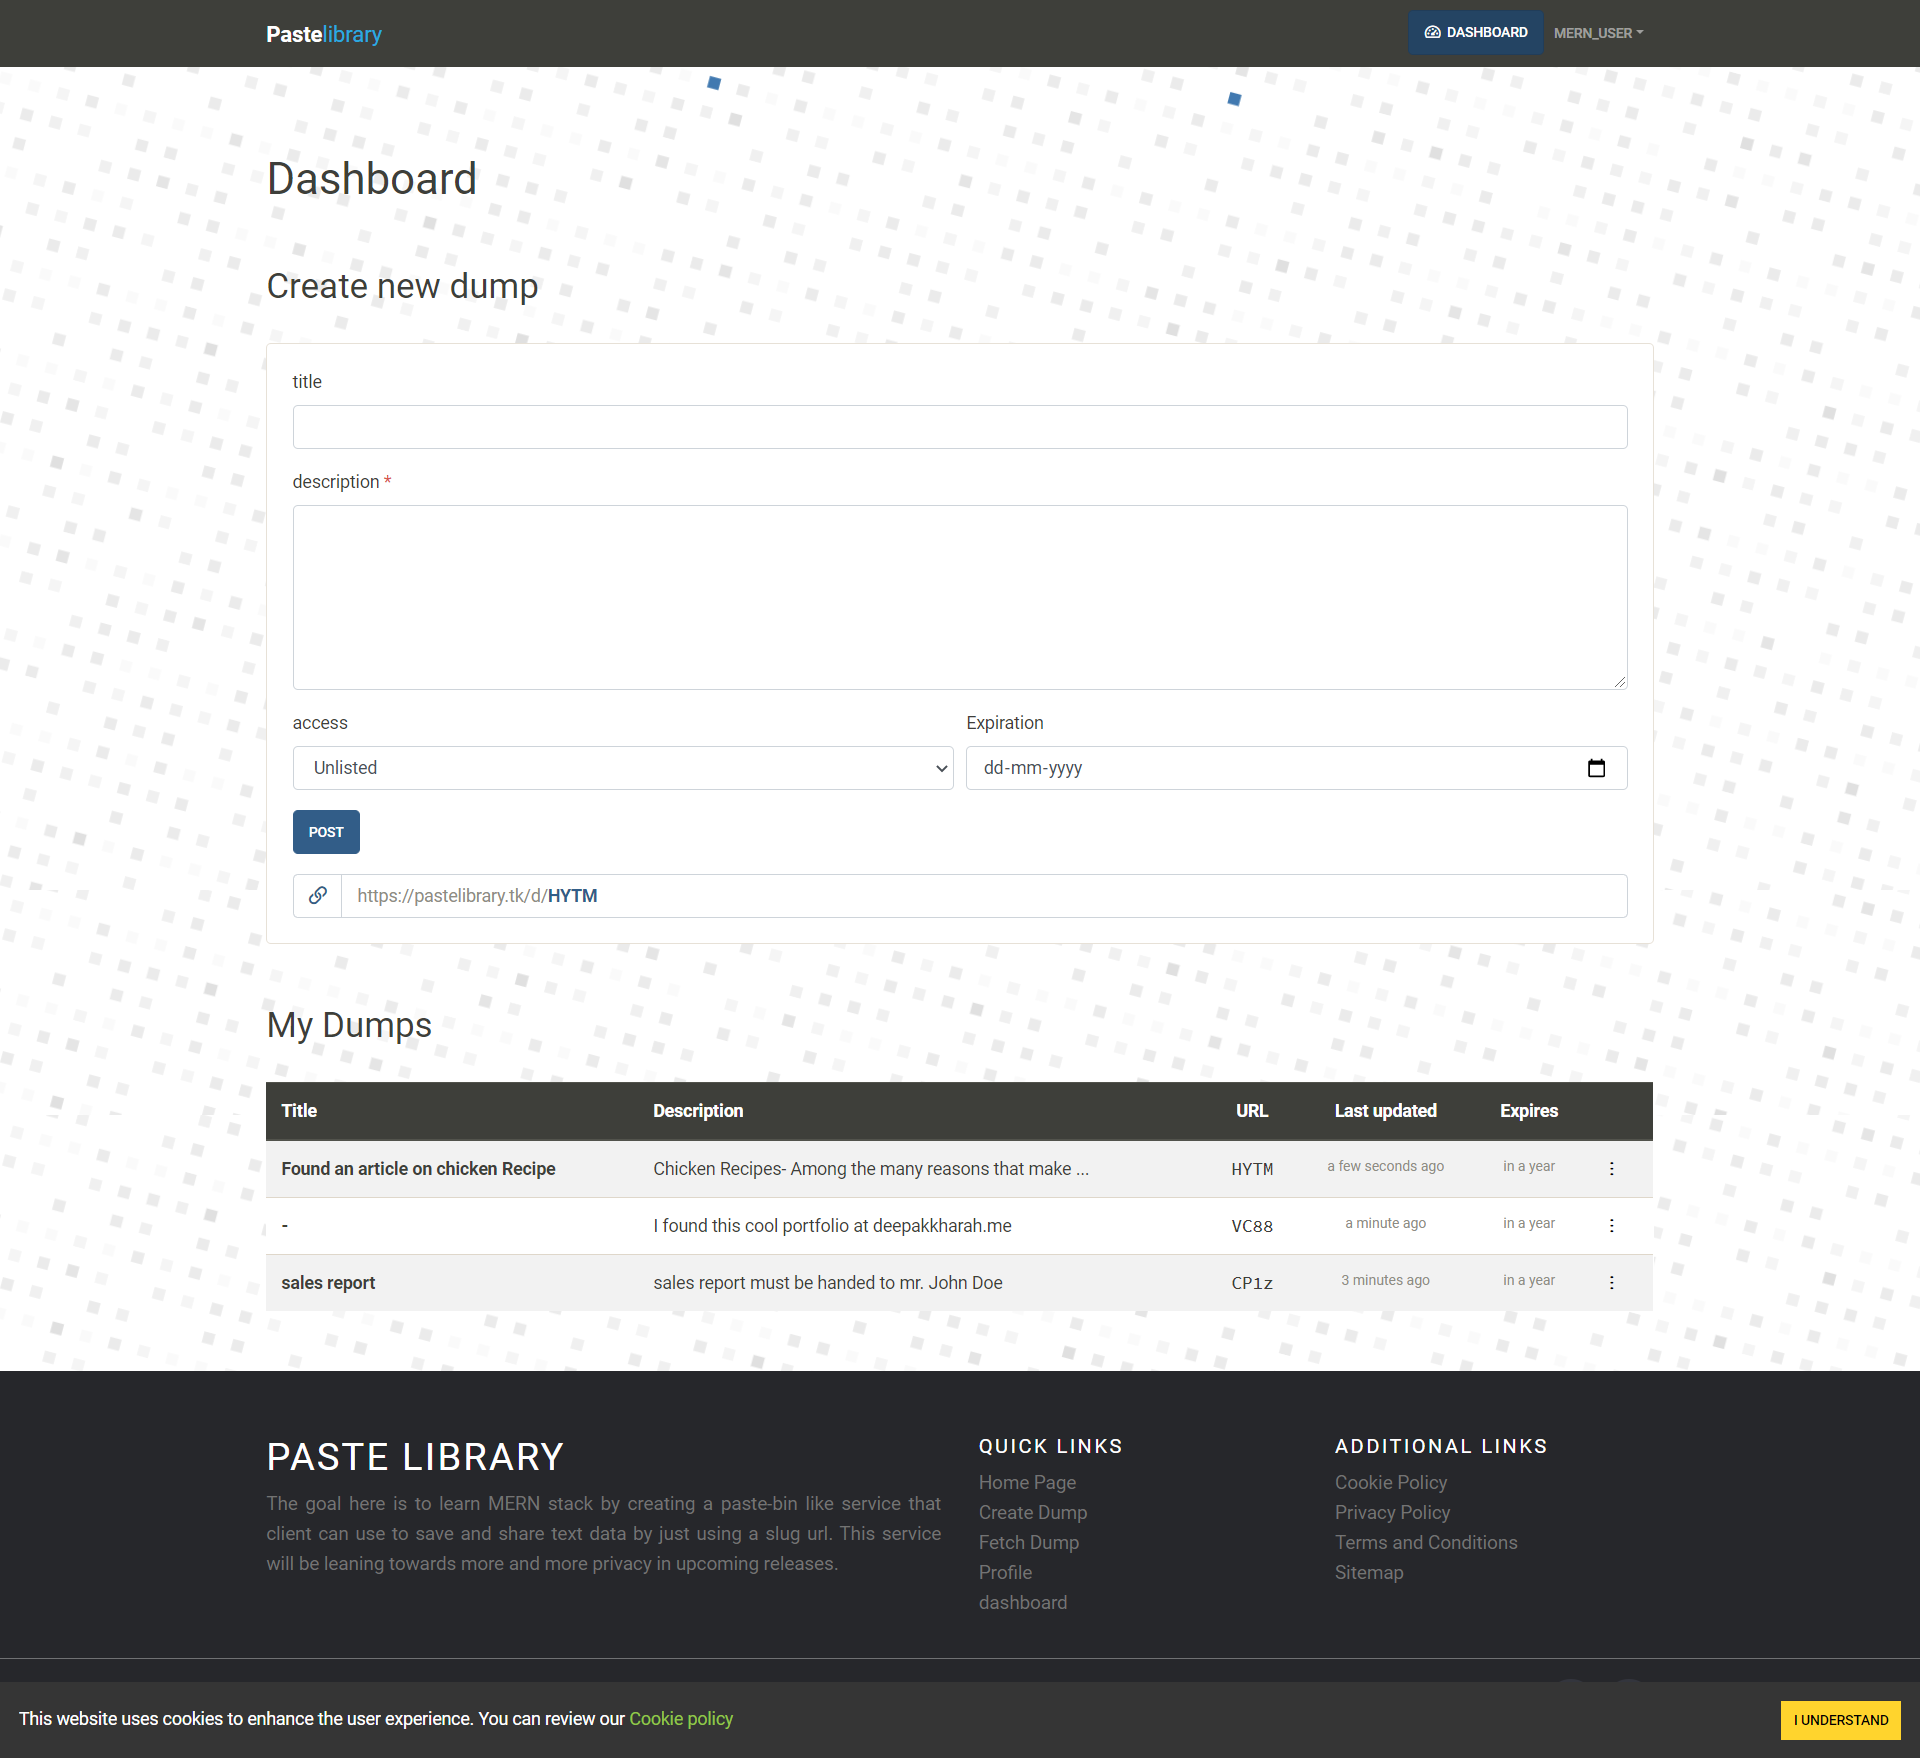 Pastelibrary
DASHBOARD
MERN_USER
Dashboard
Create new dump
title
description *
access
Expiration
Unlisted
dd-mm-yyyy
POST
https://pastelibrary.tk/d/HYTM
My Dumps
Title Description URL Last updated Expires
Found an article on chicken Recipe Chicken Recipes- Among the many reasons that make ... HYTM a few seconds ago in a year
- I found this cool portfolio at deepakkharah.me VC88 a minute ago in a year
sales report sales report must be handed to mr. John Doe CP1z 3 minutes ago in a year
PASTE LIBRARY
The goal here is to learn MERN stack by creating a paste-bin like service that
client can use to save and share text data by just using a slug url. This service
will be leaning towards more and more privacy in upcoming releases.
QUICK LINKS
Home Page
Create Dump
Fetch Dump
Profile
dashboard
ADDITIONAL LINKS
Cookie Policy
Privacy Policy
Terms and Conditions
Sitemap
This website uses cookies to enhance the user experience. You can review our Cookie policy
I UNDERSTAND